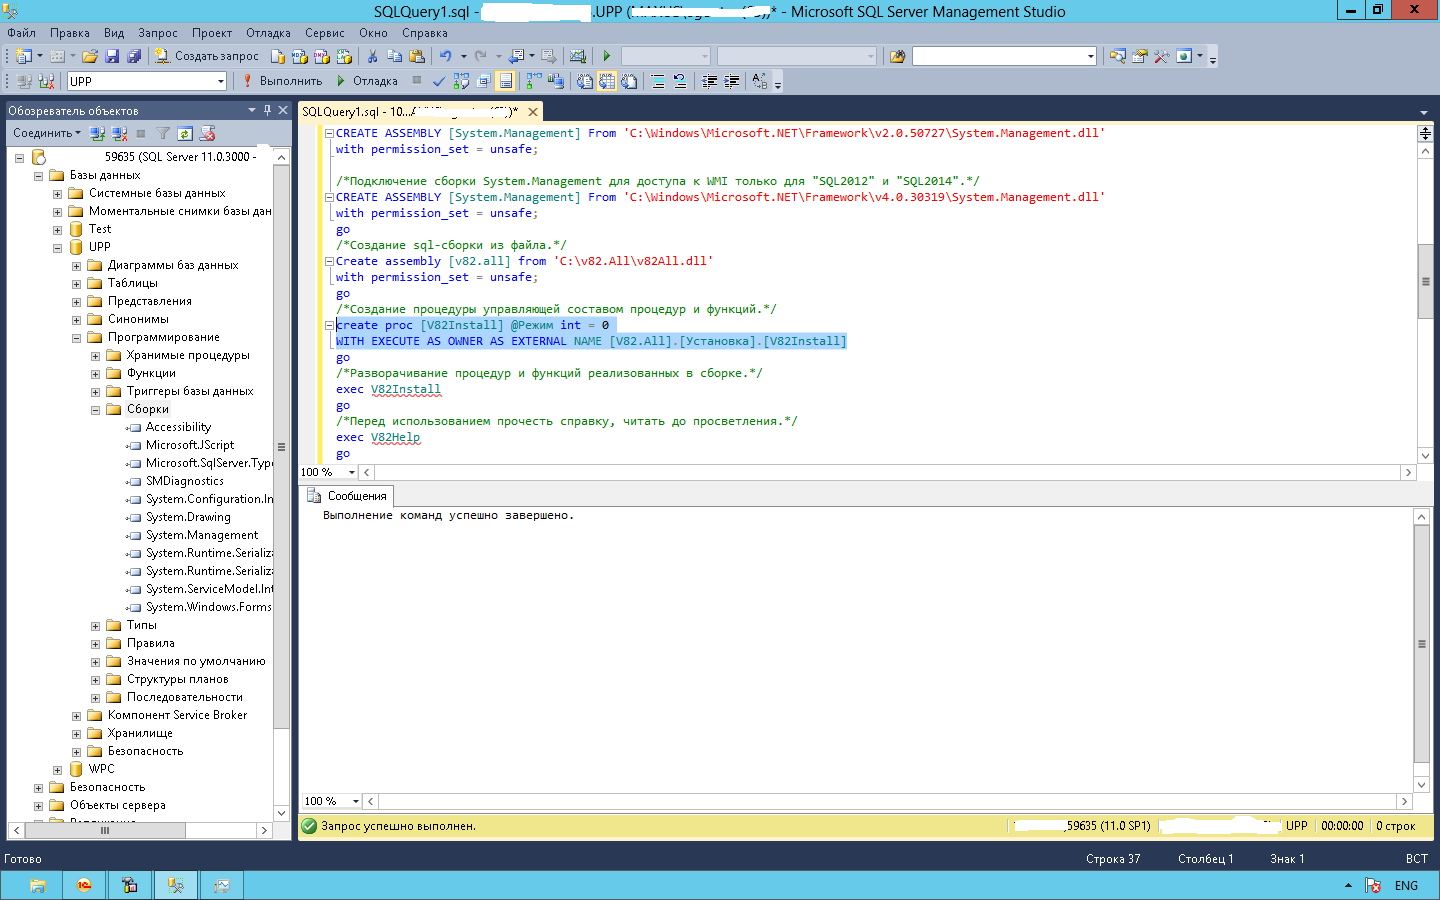 SQLQuery1.sql - .UPP ( )* - Microsoft SQL Server Management Studio
Файл Правка Вид Запрос Проект Отладка Сервис Окно Справка
Создать запрос
UPP Выполнить Отладка
Обозреватель объектов
SQLQuery1.sql - 10... )*
Соединить
59635 (SQL Server 11.0.3000 -
Базы данных
Системные базы данных
Моментальные снимки базы дан
Test
UPP
Диаграммы баз данных
Таблицы
Представления
Синонимы
Программирование
Хранимые процедуры
Функции
Триггеры базы данных
Сборки
Accessibility
Microsoft.JScript
Microsoft.SqlServer.Type
SMDiagnostics
System.Configuration.In
System.Drawing
System.Management
System.Runtime.Serializa
System.Runtime.Serializa
System.ServiceModel.Int
System.Windows.Forms
Типы
Правила
Значения по умолчанию
Структуры планов
Последовательности
Компонент Service Broker
Хранилище
Безопасность
WPC
Безопасность
Объекты сервера
CREATE ASSEMBLY [System.Management] From 'C:\Windows\Microsoft.NET\Framework\v2.0.50727\System.Management.dll'
with permission_set = unsafe;
/*Подключение сборки System.Management для доступа к WMI только для "SQL2012" и "SQL2014".*/
CREATE ASSEMBLY [System.Management] From 'C:\Windows\Microsoft.NET\Framework\v4.0.30319\System.Management.dll'
with permission_set = unsafe;
go
/*Создание sql-сборки из файла.*/
Create assembly [v82.all] from 'C:\v82.All\v82All.dll'
with permission_set = unsafe;
go
/*Создание процедуры управляющей составом процедур и функций.*/
create proc [V82Install] @Режим int = 0
WITH EXECUTE AS OWNER AS EXTERNAL NAME [V82.All].[Установка].[V82Install]
go
/*Разворачивание процедур и функций реализованных в сборке.*/
exec V82Install
go
/*Перед использованием прочесть справку, читать до просветления.*/
exec V82Help
go
100 %
Сообщения
Выполнение команд успешно завершено.
100 %
Запрос успешно выполнен. ,59635 (11.0 SP1) UPP 00:00:00 0 строк
Готово Строка 37 Столбец 1 Знак 1 ВСТ
ENG